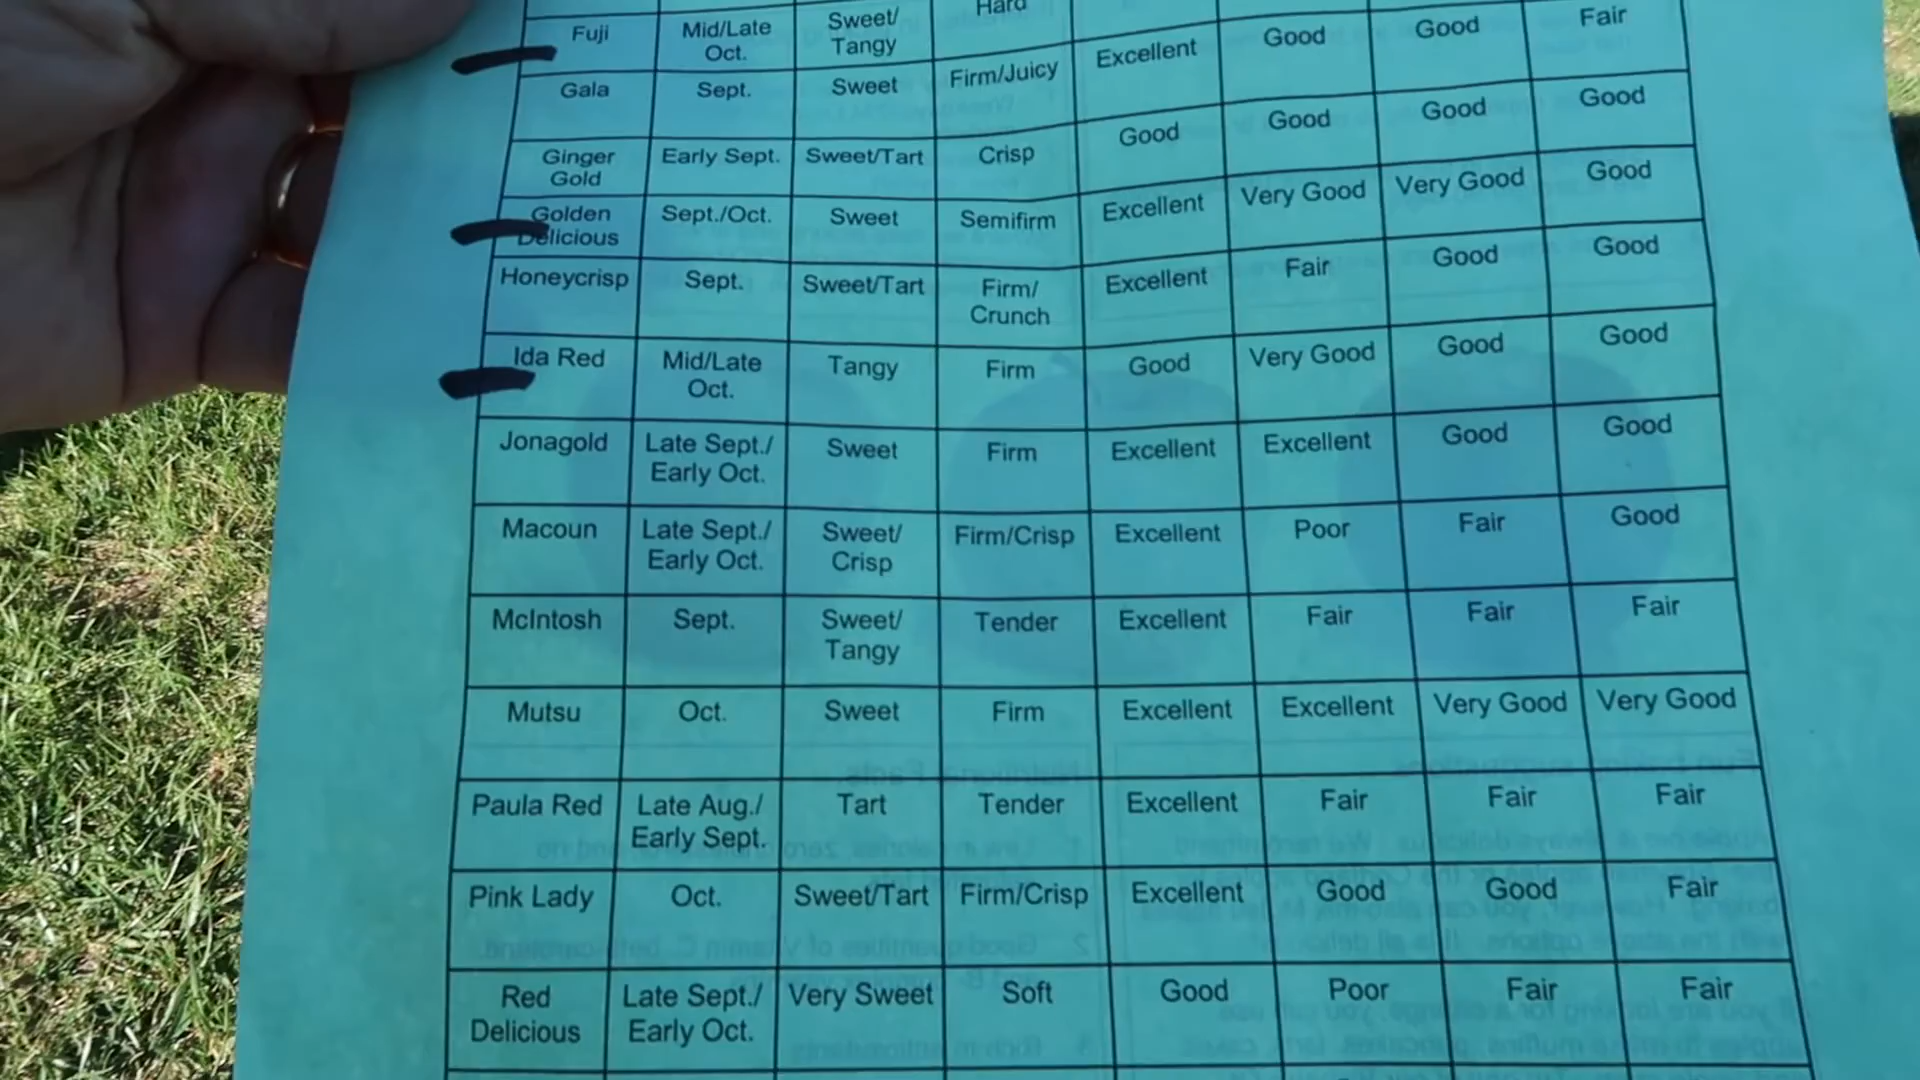 Hard
Fuji Mid/Late Sweet/
Oct. Tangy
Gala Sept. Sweet Firm/Juicy Excellent Good Good Fair
Ginger Early Sept. Sweet/Tart Crisp Good Good Good Good
Gold
Golden Sept./Oct. Sweet Semifirm Excellent Very Good Very Good Good
Delicious
Honeycrisp Sept. Sweet/Tart Firm/ Excellent Fair Good Good
Crunch
Ida Red Mid/Late Tangy Firm Good Very Good Good Good
Oct.
Jonagold Late Sept./ Sweet Firm Excellent Excellent Good Good
Early Oct.
Macoun Late Sept./ Sweet/ Firm/Crisp Excellent Poor Fair Good
Early Oct. Crisp
McIntosh Sept. Sweet/ Tender Excellent Fair Fair Fair
Tangy
Mutsu Oct. Sweet Firm Excellent Excellent Very Good Very Good
Paula Red Late Aug./ Tart Tender Excellent Fair Fair Fair
Early Sept.
Pink Lady Oct. Sweet/Tart Firm/Crisp Excellent Good Good Fair
Red Late Sept./ Very Sweet Soft Good Poor Fair Fair
Delicious Early Oct.